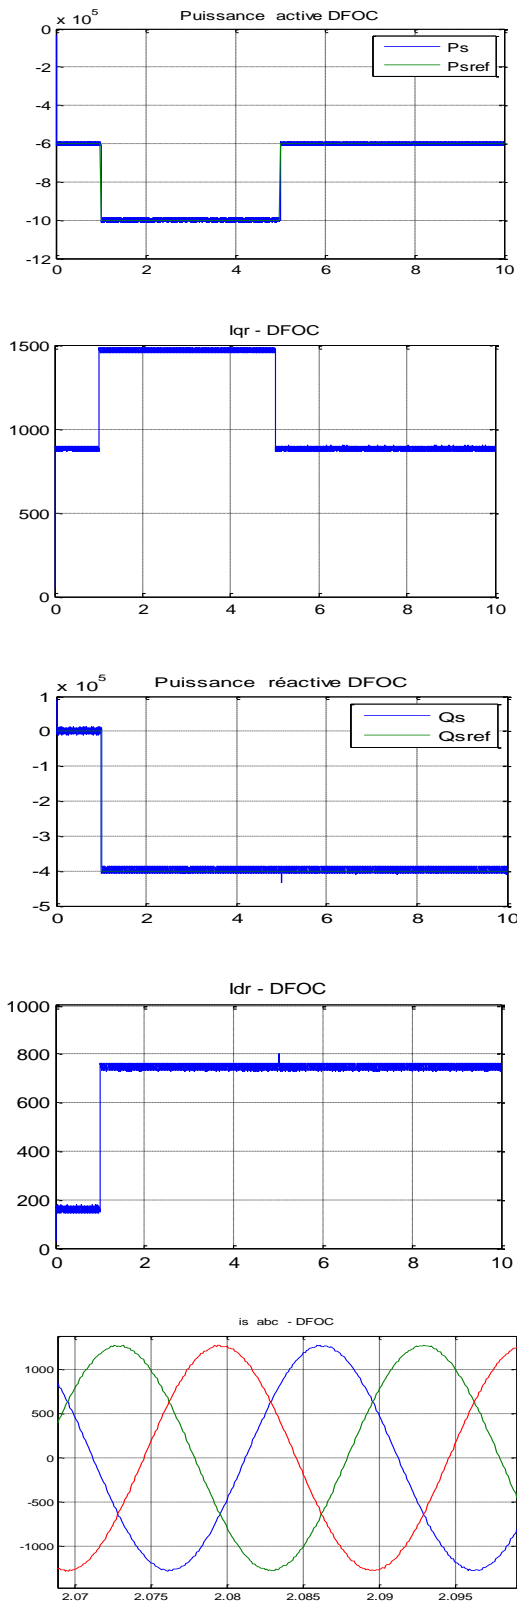 Puissance active DFOC
x 10^5
0
Ps
Psref
-2
-4
-6
-8
-10
-12
0 2 4 6 8 10
Iqr - DFOC
1500
1000
500
0
0 2 4 6 8 10
Puissance réactive DFOC
x 10^5
1
Qs
Qsref
0
-1
-2
-3
-4
-5
0 2 4 6 8 10
Idr - DFOC
1000
800
600
400
200
0
0 2 4 6 8 10
is abc - DFOC
1000
500
0
-500
-1000
2.07 2.075 2.08 2.085 2.09 2.095